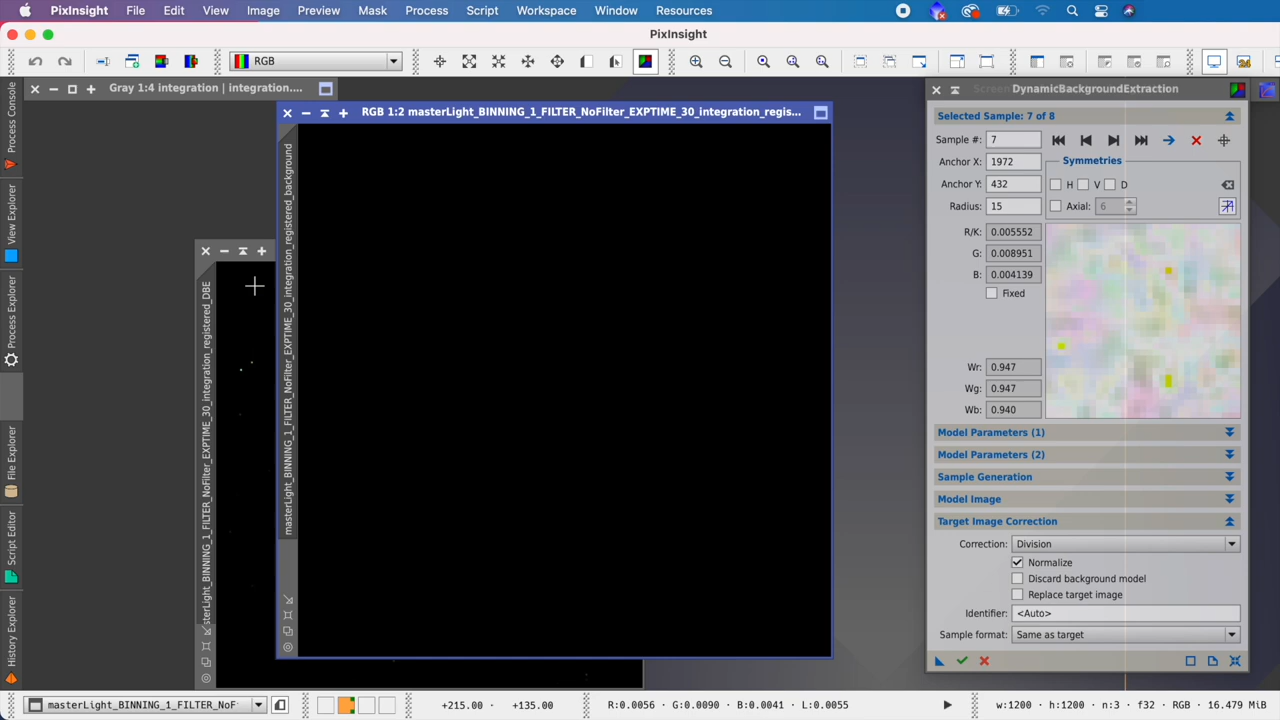 PixInsight File Edit View Image Preview Mask Process Script Workspace Window Resources
PixInsight
RGB
Gray 1:4 integration | integration....
RGB 1:2 masterLight_BINNING_1_FILTER_NoFilter_EXPTIME_30_integration_regis...
masterLight_BINNING_1_FILTER_NoFilter_EXPTIME_30_integration_registered_background
sterLight_BINNING_1_FILTER_NoFilter_EXPTIME_30_integration_registered_DBE
Process Console
View Explorer
Process Explorer
File Explorer
Script Editor
History Explorer
DynamicBackgroundExtraction
Selected Sample: 7 of 8
Sample #: 7
Anchor X: 1972
Symmetries
Anchor Y: 432
H V D
Radius: 15
Axial: 6
R/K: 0.005552
G: 0.008951
B: 0.004139
Fixed
Wr: 0.947
Wg: 0.947
Wb: 0.940
Model Parameters (1)
Model Parameters (2)
Sample Generation
Model Image
Target Image Correction
Correction: Division
Normalize
Discard background model
Replace target image
Identifier: <Auto>
Sample format: Same as target
masterLight_BINNING_1_FILTER_NoF
+215.00 +135.00
R:0.0056 G:0.0090 B:0.0041 L:0.0055
w:1200 h:1200 n:3 f32 RGB 16.479 MiB